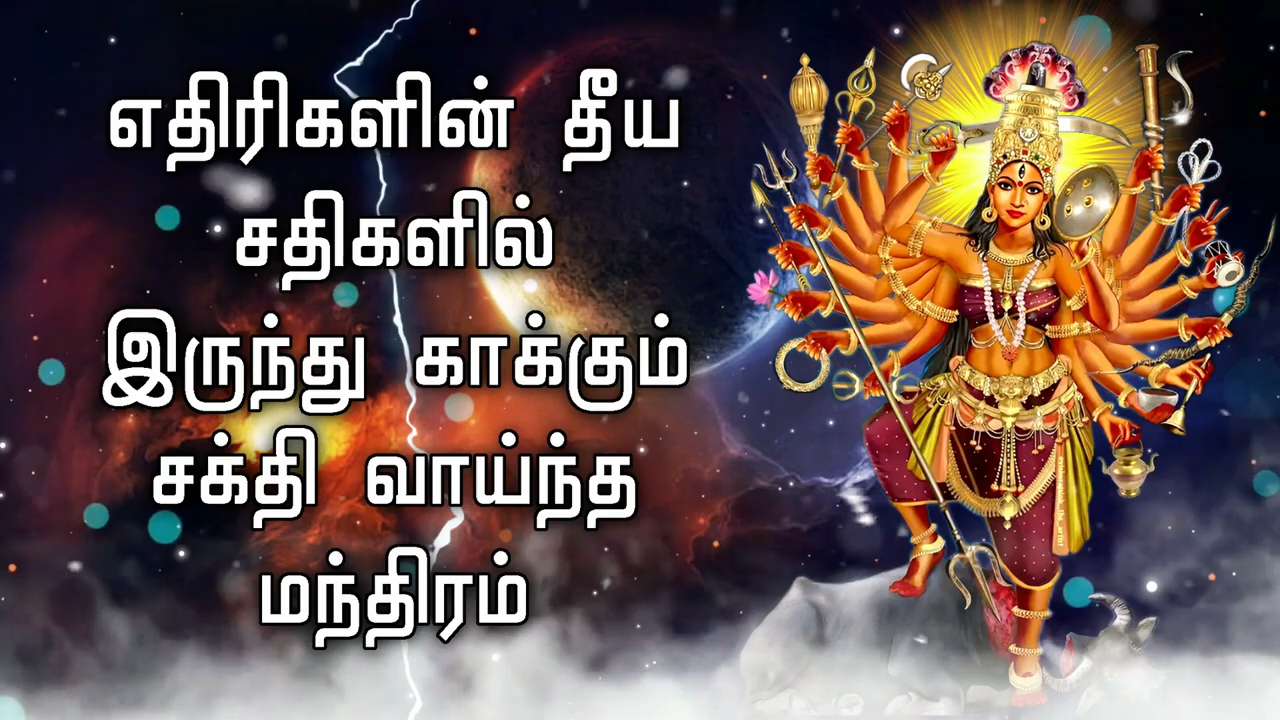 எதிரிகளின் தீய
சதிகளில்
இருந்து காக்கும்
சக்தி வாய்ந்த
மந்திரம்